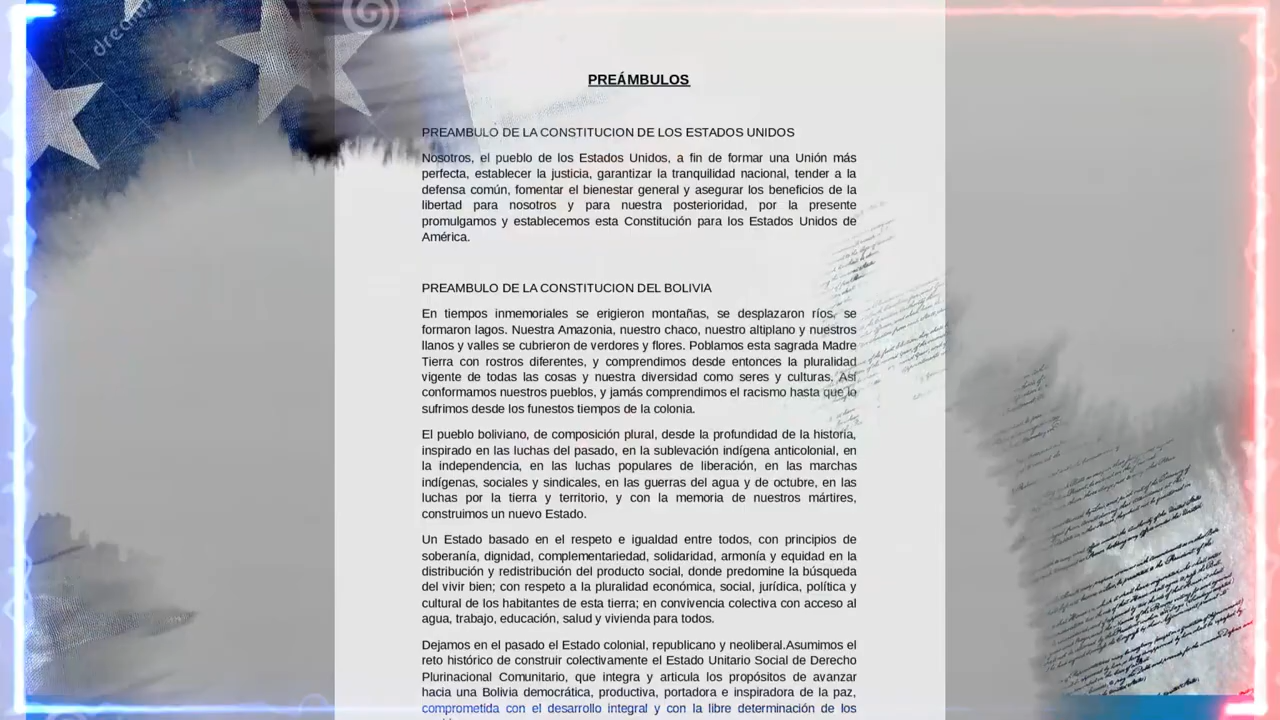 dreams
PREÁMBULOS
PREAMBULO DE LA CONSTITUCION DE LOS ESTADOS UNIDOS
Nosotros, el pueblo de los Estados Unidos, a fin de formar una Unión más
perfecta, establecer la justicia, garantizar la tranquilidad nacional, tender a la
defensa común, fomentar el bienestar general y asegurar los beneficios de la
libertad para nosotros y para nuestra posterioridad, por la presente
promulgamos y establecemos esta Constitución para los Estados Unidos de
América.
PREAMBULO DE LA CONSTITUCION DEL BOLIVIA
En tiempos inmemoriales se erigieron montañas, se desplazaron ríos, se
formaron lagos. Nuestra Amazonia, nuestro chaco, nuestro altiplano y nuestros
llanos y valles se cubrieron de verdores y flores. Poblamos esta sagrada Madre
Tierra con rostros diferentes, y comprendimos desde entonces la pluralidad
vigente de todas las cosas y nuestra diversidad como seres y culturas. Así
conformamos nuestros pueblos, y jamás comprendimos el racismo hasta que lo
sufrimos desde los funestos tiempos de la colonia.
El pueblo boliviano, de composición plural, desde la profundidad de la historia,
inspirado en las luchas del pasado, en la sublevación indígena anticolonial, en
la independencia, en las luchas populares de liberación, en las marchas
indígenas, sociales y sindicales, en las guerras del agua y de octubre, en las
luchas por la tierra y territorio, y con la memoria de nuestros mártires,
construimos un nuevo Estado.
Un Estado basado en el respeto e igualdad entre todos, con principios de
soberanía, dignidad, complementariedad, solidaridad, armonía y equidad en la
distribución y redistribución del producto social, donde predomine la búsqueda
del vivir bien; con respeto a la pluralidad económica, social, jurídica, política y
cultural de los habitantes de esta tierra; en convivencia colectiva con acceso al
agua, trabajo, educación, salud y vivienda para todos.
Dejamos en el pasado el Estado colonial, republicano y neoliberal.Asumimos el
reto histórico de construir colectivamente el Estado Unitario Social de Derecho
Plurinacional Comunitario, que integra y articula los propósitos de avanzar
hacia una Bolivia democrática, productiva, portadora e inspiradora de la paz,
comprometida con el desarrollo integral y con la libre determinación de los